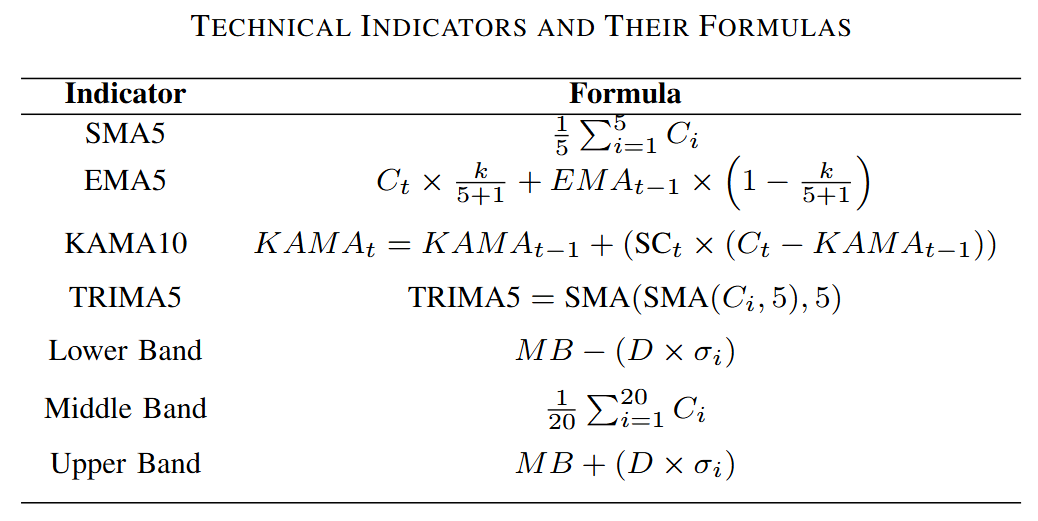 TECHNICAL INDICATORS AND THEIR FORMULAS
Indicator Formula
SMA5 $\frac{1}{5} \sum_{i=1}^{5} C_i$
EMA5 $C_t \times \frac{k}{5+1} + EMA_{t-1} \times \left(1 - \frac{k}{5+1}\right)$
KAMA10 $KAMA_t = KAMA_{t-1} + (\text{SC}_t \times (C_t - KAMA_{t-1}))$
TRIMA5 $\text{TRIMA5} = \text{SMA}(\text{SMA}(C_i, 5), 5)$
Lower Band $MB - (D \times \sigma_i)$
Middle Band $\frac{1}{20} \sum_{i=1}^{20} C_i$
Upper Band $MB + (D \times \sigma_i)$